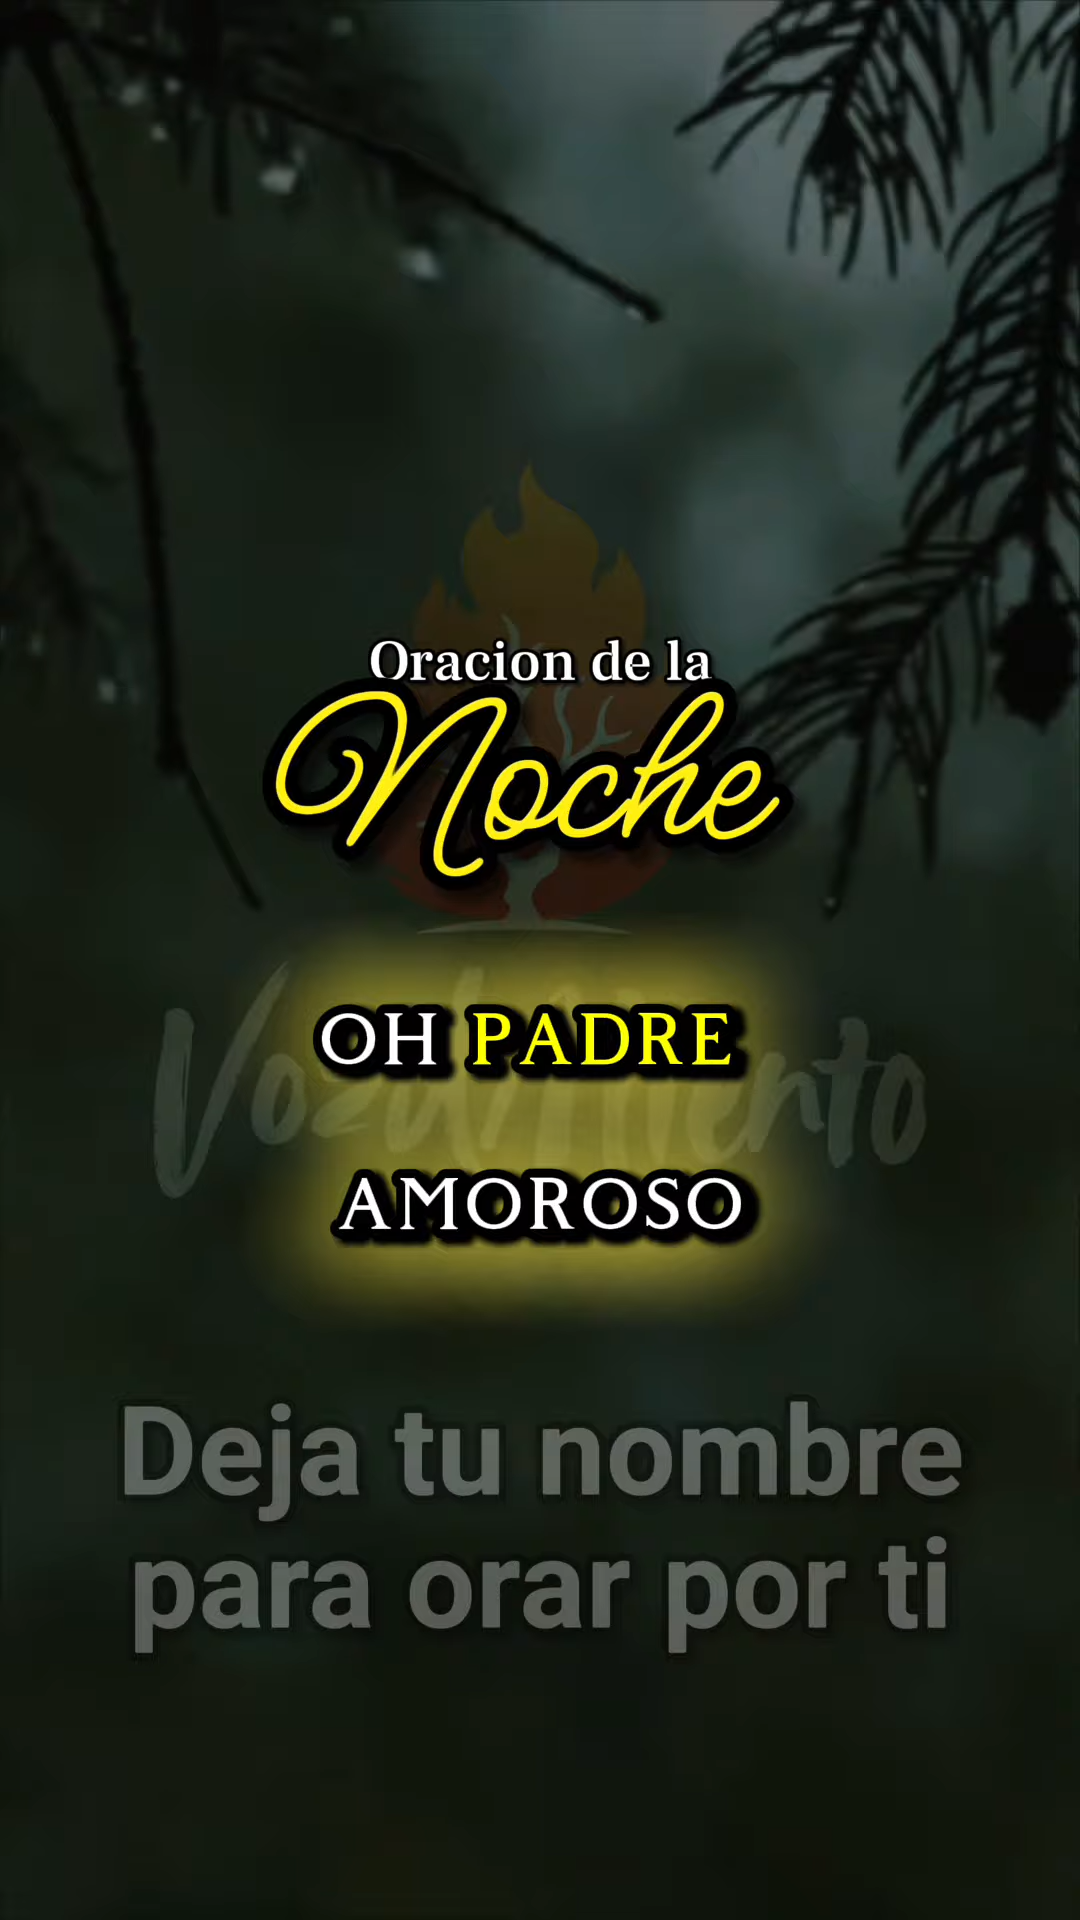 Oracion de la
Noche
OH PADRE
AMOROSO
Deja tu nombre
para orar por ti